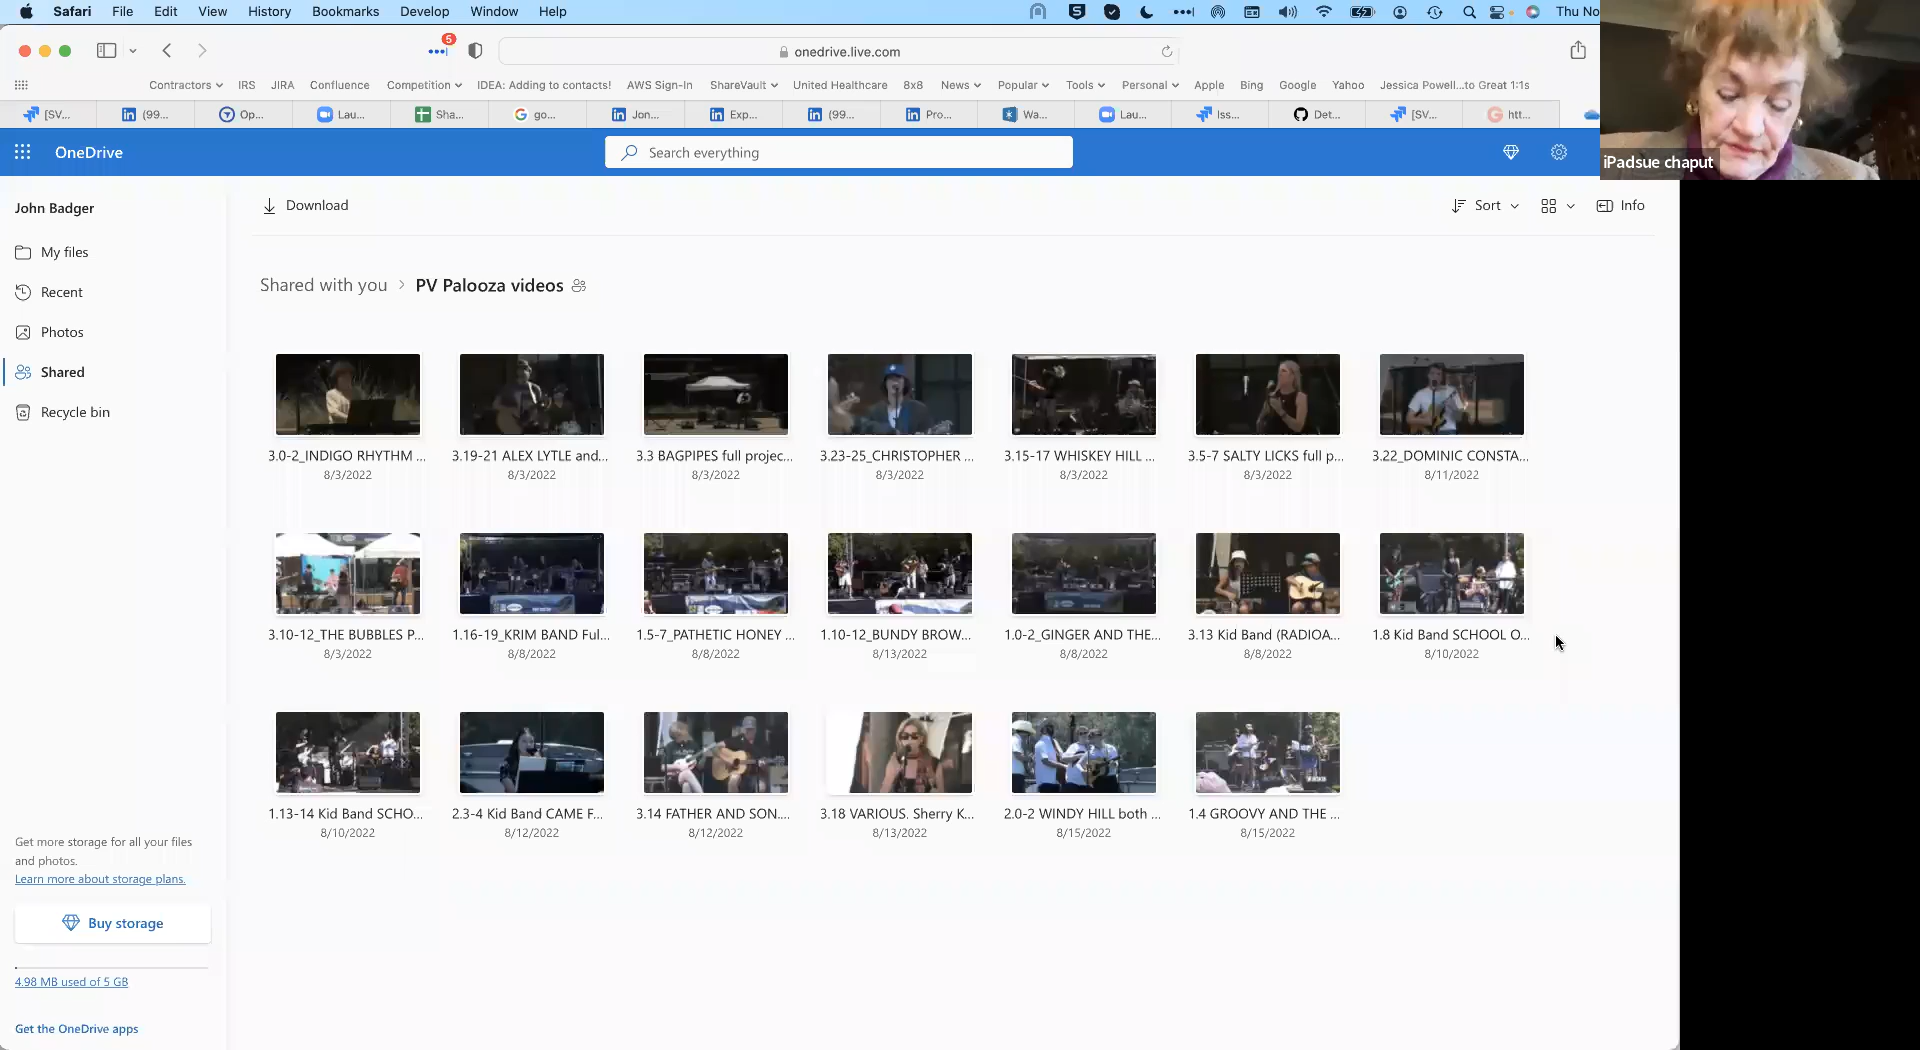 Safari File Edit View History Bookmarks Develop Window Help Thu No
5
onedrive.live.com
Contractors IRS JIRA Confluence Competition IDEA: Adding to contacts! AWS Sign-In ShareVault United Healthcare 8x8 News Popular Tools Personal Apple Bing Google Yahoo Jessica Powell...to Great 1:1s
[SV... (99... Op... Lau... Sha... go... Jon... Exp... (99... Pro... Wa... Lau... Iss... Det... [SV... htt...
iPadsue chaput
OneDrive Search everything
John Badger
My files
Recent
Photos
Shared
Recycle bin
Get more storage for all your files
and photos.
Learn more about storage plans.
Buy storage
4.98 MB used of 5 GB
Get the OneDrive apps
Download Sort Info
Shared with you > PV Palooza videos
3.0-2_INDIGO RHYTHM ... 3.19-21 ALEX LYTLE and... 3.3 BAGPIPES full projec... 3.23-25_CHRISTOPHER ... 3.15-17 WHISKEY HILL ... 3.5-7 SALTY LICKS full p... 3.22_DOMINIC CONSTA...
8/3/2022 8/3/2022 8/3/2022 8/3/2022 8/3/2022 8/3/2022 8/11/2022
3.10-12_THE BUBBLES P... 1.16-19_KRIM BAND Ful... 1.5-7_PATHETIC HONEY ... 1.10-12_BUNDY BROW... 1.0-2_GINGER AND THE... 3.13 Kid Band (RADIOA... 1.8 Kid Band SCHOOL O...
8/3/2022 8/8/2022 8/8/2022 8/13/2022 8/8/2022 8/8/2022 8/10/2022
1.13-14 Kid Band SCHO... 2.3-4 Kid Band CAME F... 3.14 FATHER AND SON.... 3.18 VARIOUS. Sherry K... 2.0-2 WINDY HILL both ... 1.4 GROOVY AND THE ...
8/10/2022 8/12/2022 8/12/2022 8/13/2022 8/15/2022 8/15/2022